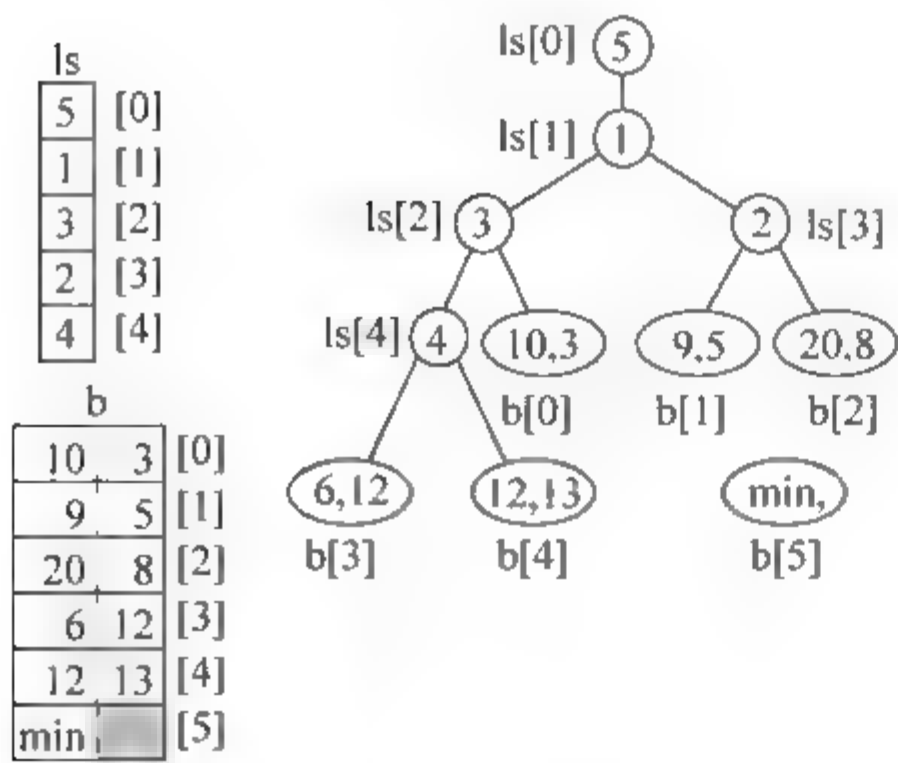 ls
5 [0]
1 [1]
3 [2]
2 [3]
4 [4]
b
10 3 [0]
9 5 [1]
20 8 [2]
6 12 [3]
12 13 [4]
min [5]
ls[0] 5
ls[1] 1
ls[2] 3
2 ls[3]
ls[4] 4
10,3
9,5
20,8
b[0]
b[1]
b[2]
6,12
12,13
min,
b[3]
b[4]
b[5]